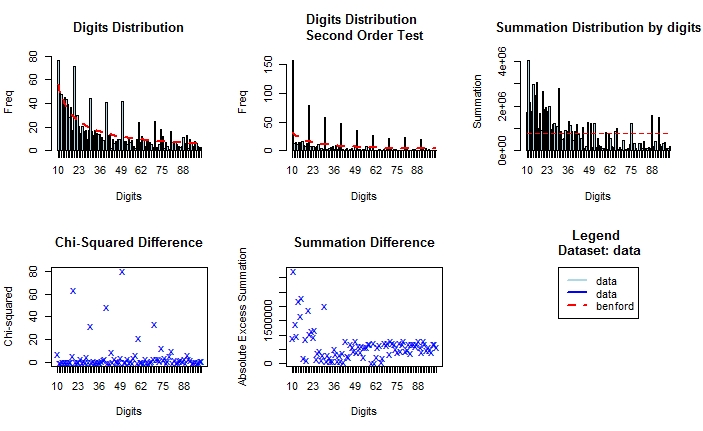 Digits Distribution
Freq
0 20 40 60 80
10 23 36 49 62 75 88
Digits
Digits Distribution
Second Order Test
Freq
0 50 100 150
10 23 36 49 62 75 88
Digits
Summation Distribution by digits
Summation
0e+00 2e+06 4e+06
10 23 36 49 62 75 88
Digits
Chi-Squared Difference
Chi-squared
0 20 40 60 80
10 23 36 49 62 75 88
Digits
Summation Difference
Absolute Excess Summation
0 1500000
10 23 36 49 62 75 88
Digits
Legend
Dataset: data
data
data
benford